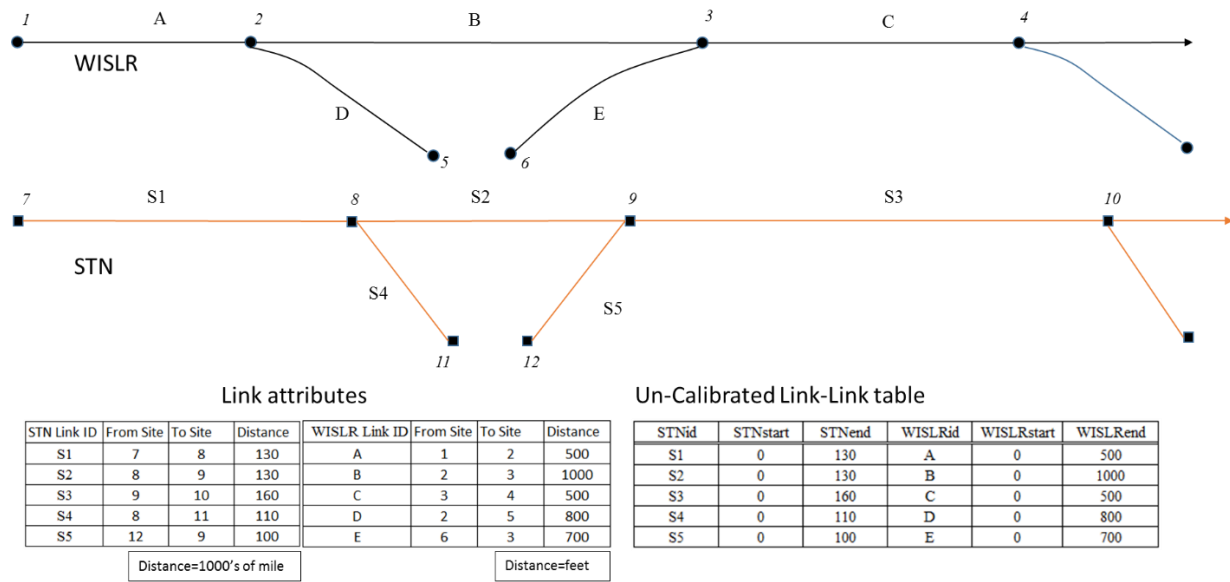 1 A 2 B 3 C 4
WISLR
D E
5 6
7 S1 8 S2 9 S3 10
STN
S4 S5
11 12
Link attributes Un-Calibrated Link-Link table
STN Link ID From Site To Site Distance WISLR Link ID From Site To Site Distance STNid STNstart STNend WISLRid WISLRstart WISLRend
S1 7 8 130 A 1 2 500 S1 0 130 A 0 500
S2 8 9 130 B 2 3 1000 S2 0 130 B 0 1000
S3 9 10 160 C 3 4 500 S3 0 160 C 0 500
S4 8 11 110 D 2 5 800 S4 0 110 D 0 800
S5 12 9 100 E 6 3 700 S5 0 100 E 0 700
Distance=1000's of mile Distance=feet